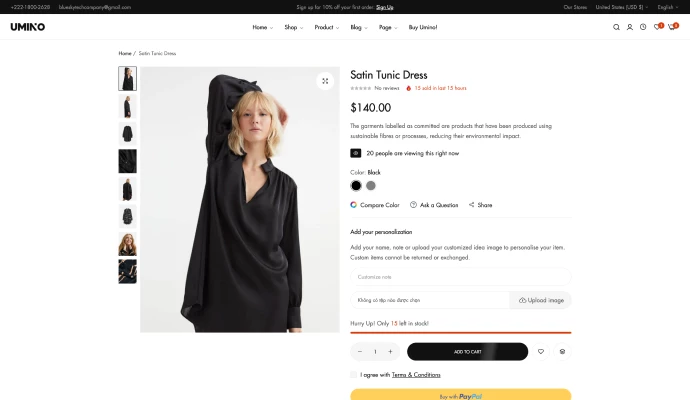 +222-1800-2628 blueskytechcompany@gmail.com Sign up for 10% off your first order. Sign Up Our Stores United States (USD $) English
UMINO Home Shop Product Blog Page Buy Umino!
Home / Satin Tunic Dress
Satin Tunic Dress
No reviews 15 sold in last 15 hours
$140.00
The garments labelled as committed are products that have been produced using
sustainable fibres or processes, reducing their environmental impact.
20 people are viewing this right now
Color: Black
Compare Color Ask a Question Share
Add your personalization
Add your name, note or upload your customized idea image to personalise your item.
Custom items cannot be returned or exchanged.
Customize note
Không có tệp nào được chọn Upload image
Hurry Up! Only 15 left in stock!
− 1 + ADD TO CART
I agree with Terms & Conditions
Buy with PayPal